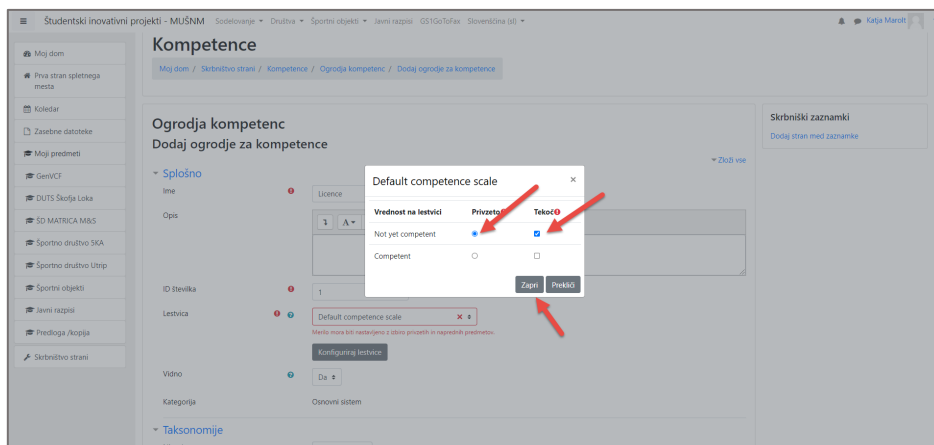 Študentski inovativni projekti - MUŠNM Sodelovanje Društva Športni objekti Javni razpisi GS1GoToFax Slovenščina (sl) Katja Marolt
Kompetence
Moj dom / Skrbništvo strani / Kompetence / Ogrodja kompetenc / Dodaj ogrodje za kompetence
Moj dom
Prva stran spletnega
mesta
Koledar
Zasebne datoteke
Moji predmeti
GenVCF
DUTS Škofja Loka
ŠD MATRICA M&S
Športno društvo SKA
Športno društvo Utrip
Športni objekti
Javni razpisi
Predloga /kopija
Skrbništvo strani
Ogrodja kompetenc
Dodaj ogrodje za kompetence
Zloži vse
Splošno
Ime
Licence
Opis
ID številka
1
Lestvica
Default competence scale
Merilo mora biti nastavljeno z izbiro privzetih in naprednih predmetov.
Konfiguriraj lestvice
Vidno
Da
Kategorija
Osnovni sistem
Taksonomije
Default competence scale ×
Vrednost na lestvici Privzeto Tekoč
Not yet competent
Competent
Zapri Prekliči
Skrbniški zaznamki
Dodaj stran med zaznamke